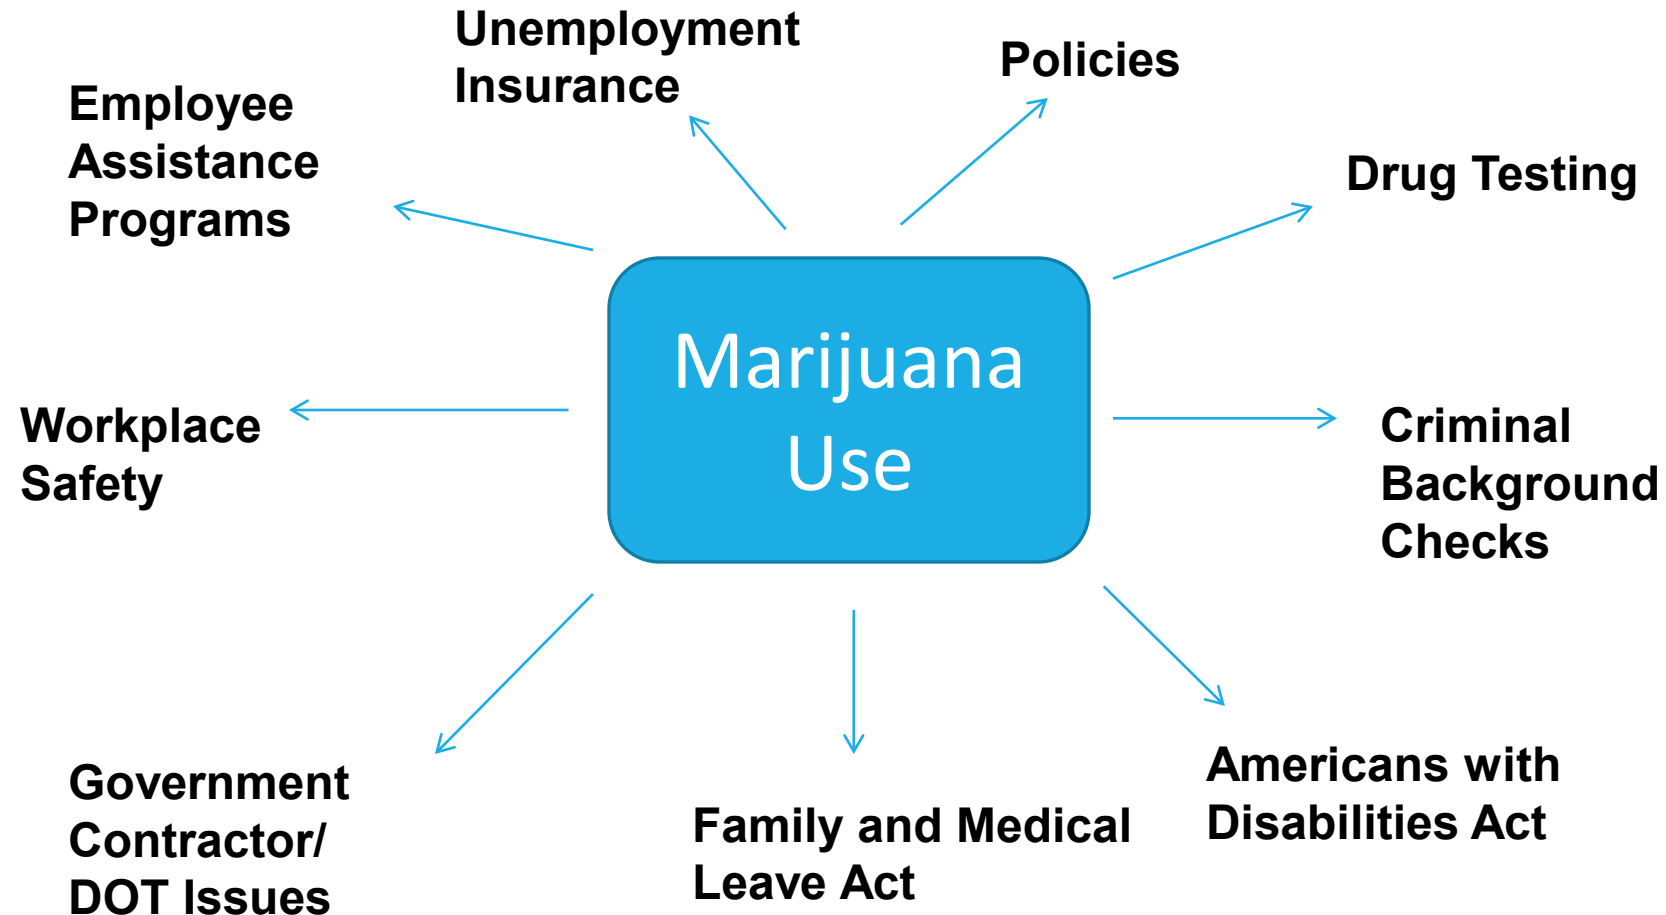 Unemployment
Insurance
Policies
Employee
Assistance
Programs
Drug Testing
Marijuana
Use
Workplace
Safety
Criminal
Background
Checks
Government
Contractor/
DOT Issues
Family and Medical
Leave Act
Americans with
Disabilities Act